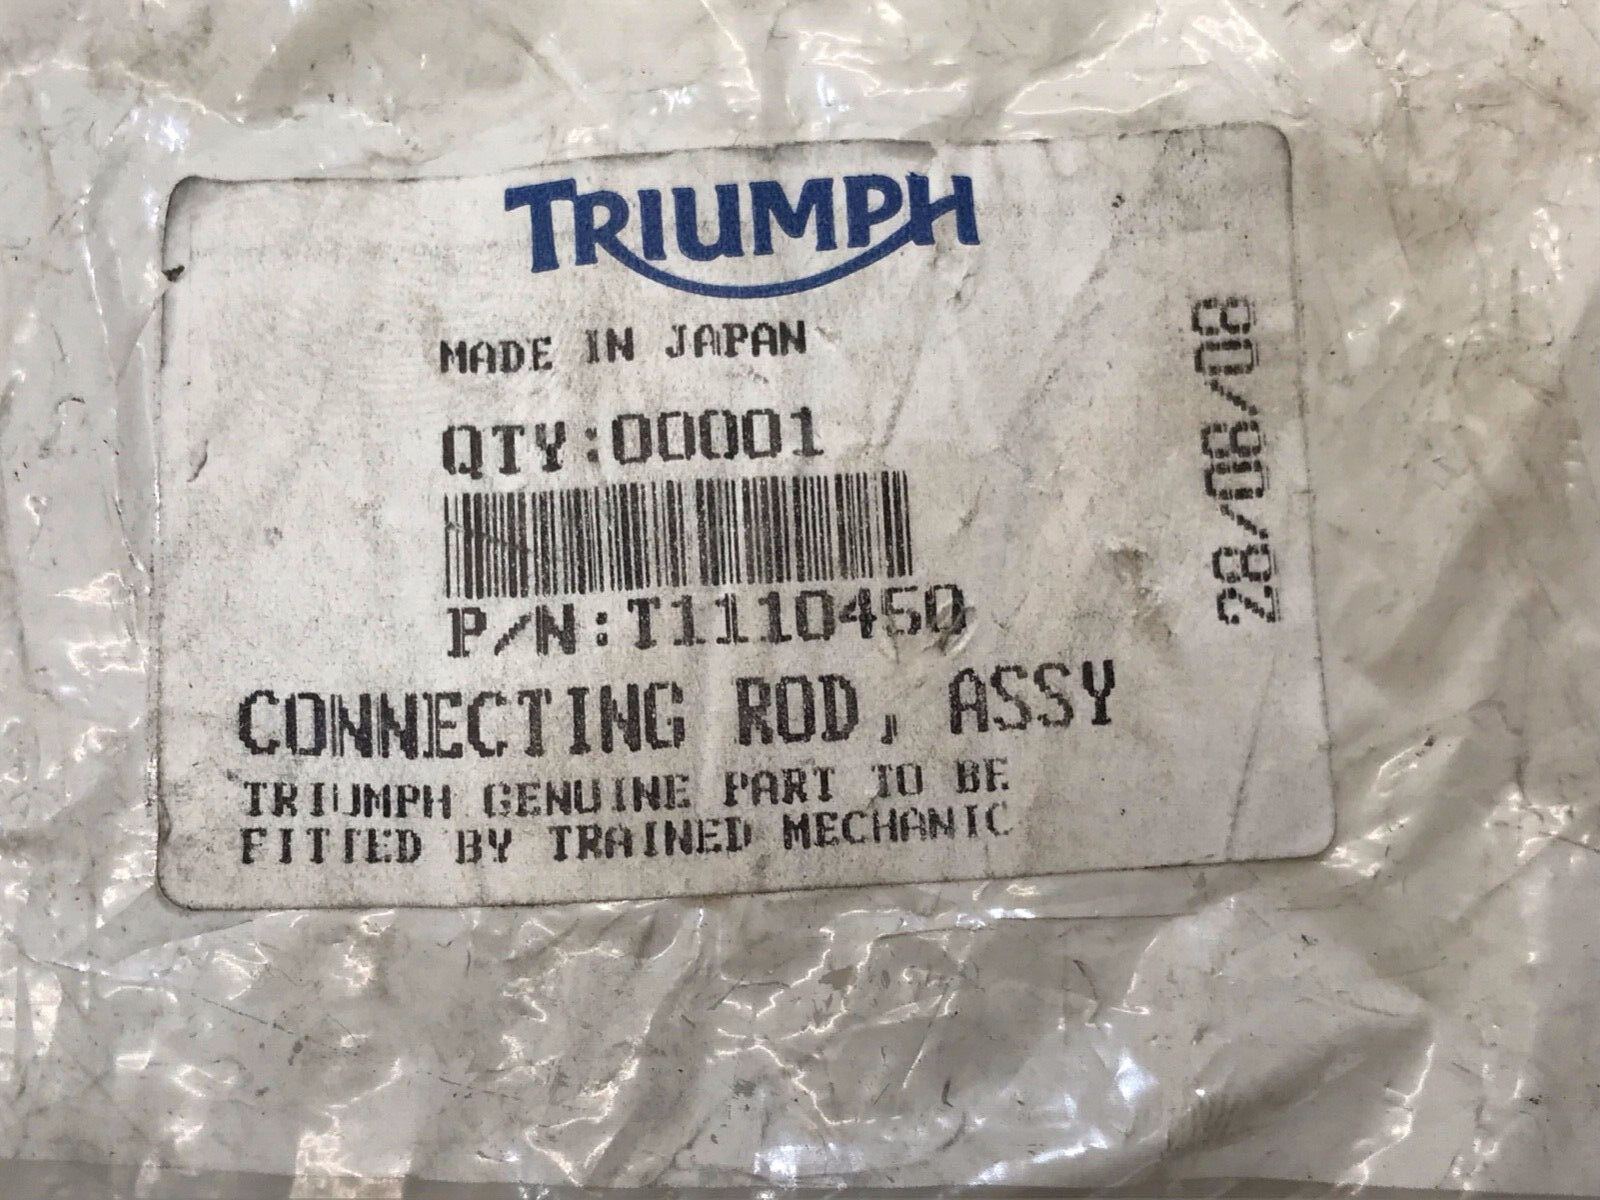 TRIUMPH
MADE IN JAPAN
QTY:00001
P/N:T1110450
CONNECTING ROD, ASSY
TRIUMPH GENUINE PART TO BE
FITTED BY TRAINED MECHANIC
28/08/08